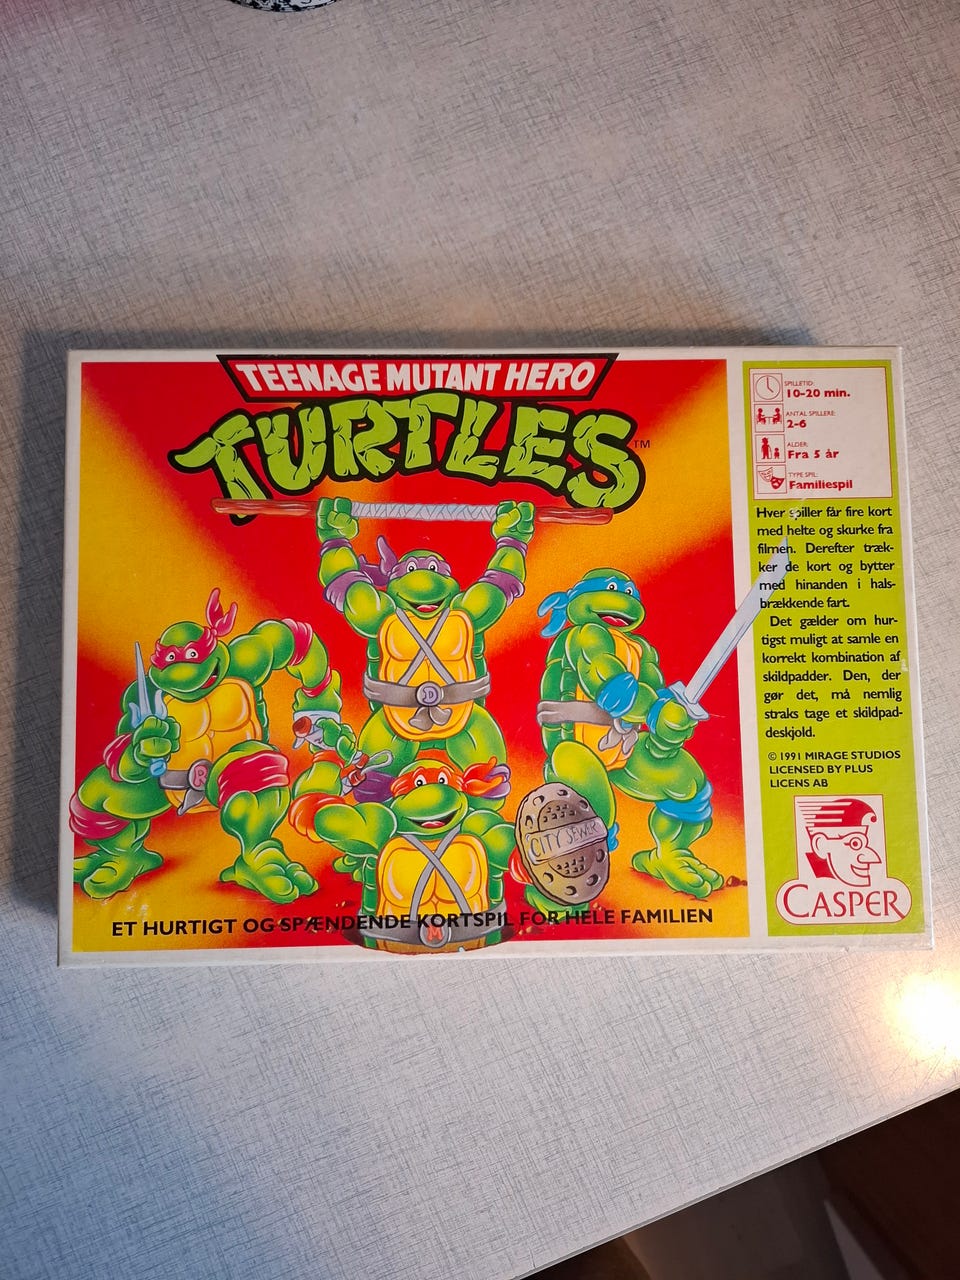 TEENAGE MUTANT HERO
TURTLES™
D
R
CITY SEWER
M
ET HURTIGT OG SPÆNDENDE KORTSPIL FOR HELE FAMILIEN
SPILLETID:
10-20 min.
ANTAL SPILLERE:
2-6
ALDER:
Fra 5 år
TYPE SPIL:
Familiespil
Hver spiller får fire kort
med helte og skurke fra
filmen. Derefter træk-
ker de kort og bytter
med hinanden i hals-
brækkende fart.
Det gælder om hur-
tigst muligt at samle en
korrekt kombination af
skildpadder. Den, der
gør det, må nemlig
straks tage et skildpad-
deskjold.
© 1991 MIRAGE STUDIOS
LICENSED BY PLUS
LICENS AB
CASPER